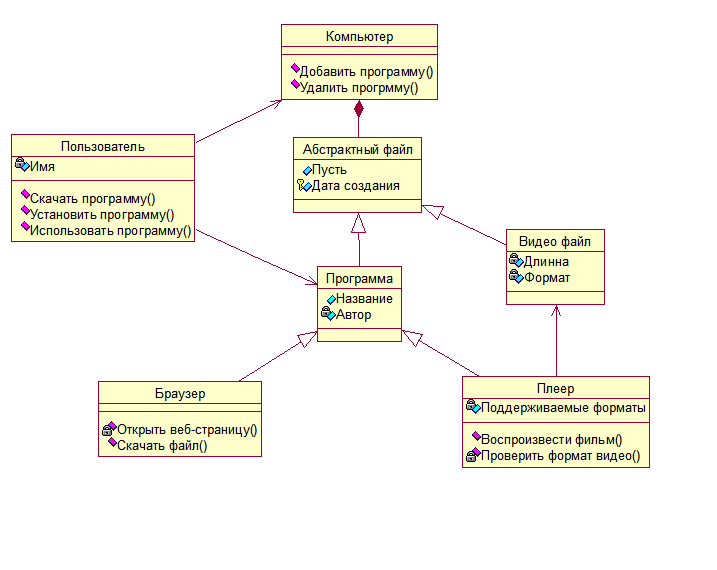 Компьютер
Добавить программу()
Удалить прогрмму()
Пользователь
Имя
Скачать программу()
Установить программу()
Использовать программу()
Абстрактный файл
Пусть
Дата создания
Видео файл
Длинна
Формат
Программа
Название
Автор
Браузер
Открыть веб-страницу()
Скачать файл()
Плеер
Поддерживаемые форматы
Воспроизвести фильм()
Проверить формат видео()